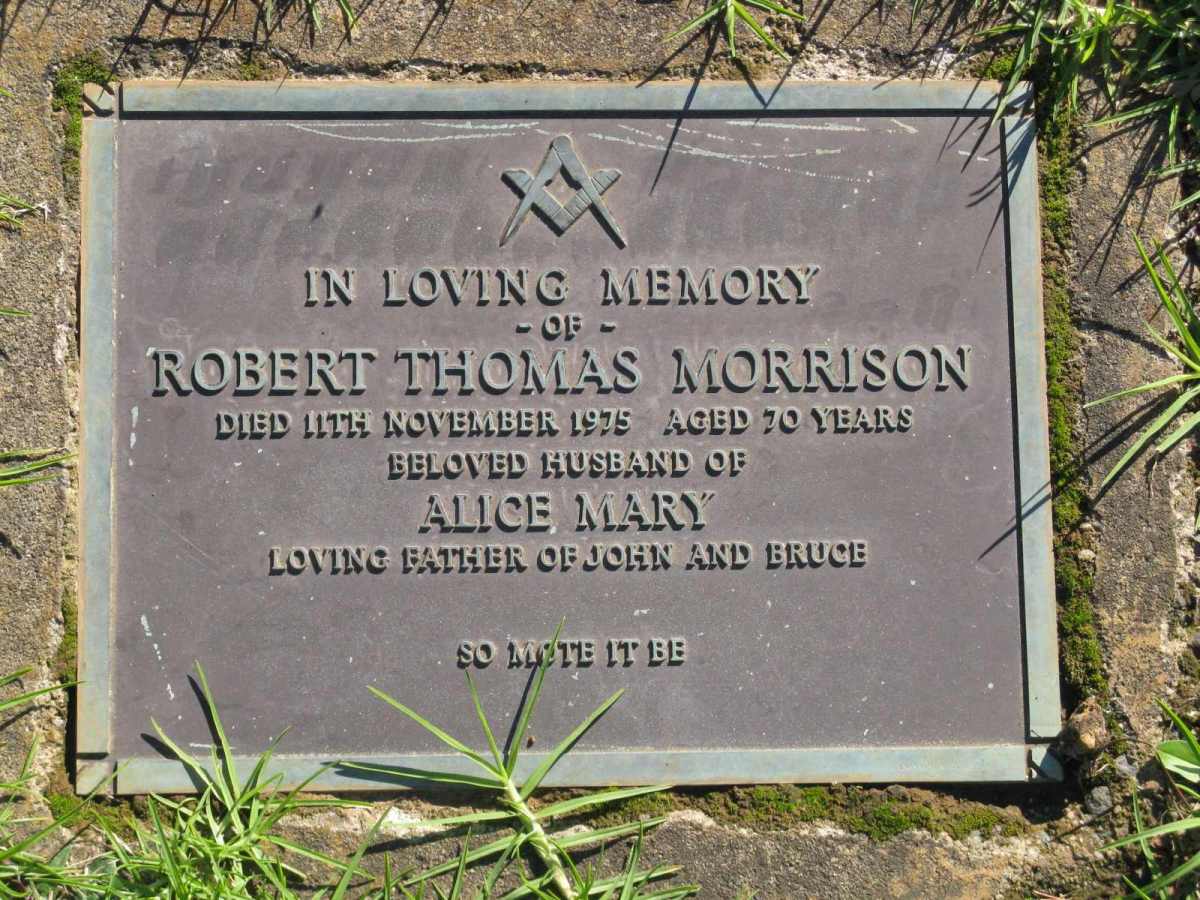 IN LOVING MEMORY
- OF -
ROBERT THOMAS MORRISON
DIED 11TH NOVEMBER 1975 AGED 70 YEARS
BELOVED HUSBAND OF
ALICE MARY
LOVING FATHER OF JOHN AND BRUCE
SO MOTE IT BE